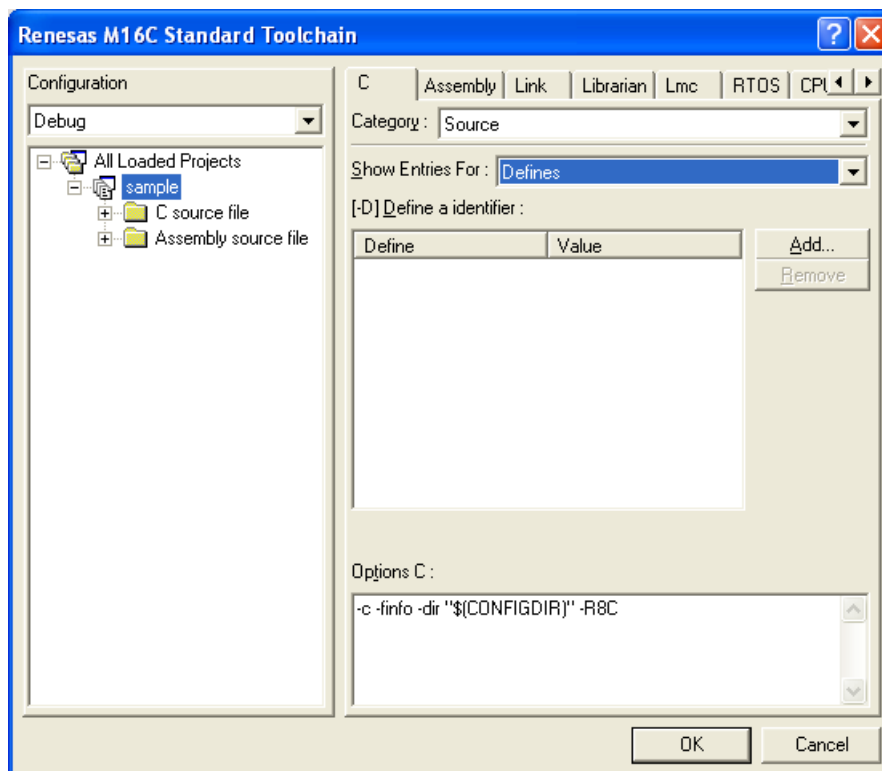 Renesas M16C Standard Toolchain
Configuration
Debug
All Loaded Projects
sample
C source file
Assembly source file
C Assembly Link Librarian Lmc RTOS
Category : Source
Show Entries For : Defines
[-D] Define a identifier :
Define Value
Add...
Remove
Options C :
-c -finfo -dir "$(CONFIGDIR)" -R8C
OK Cancel